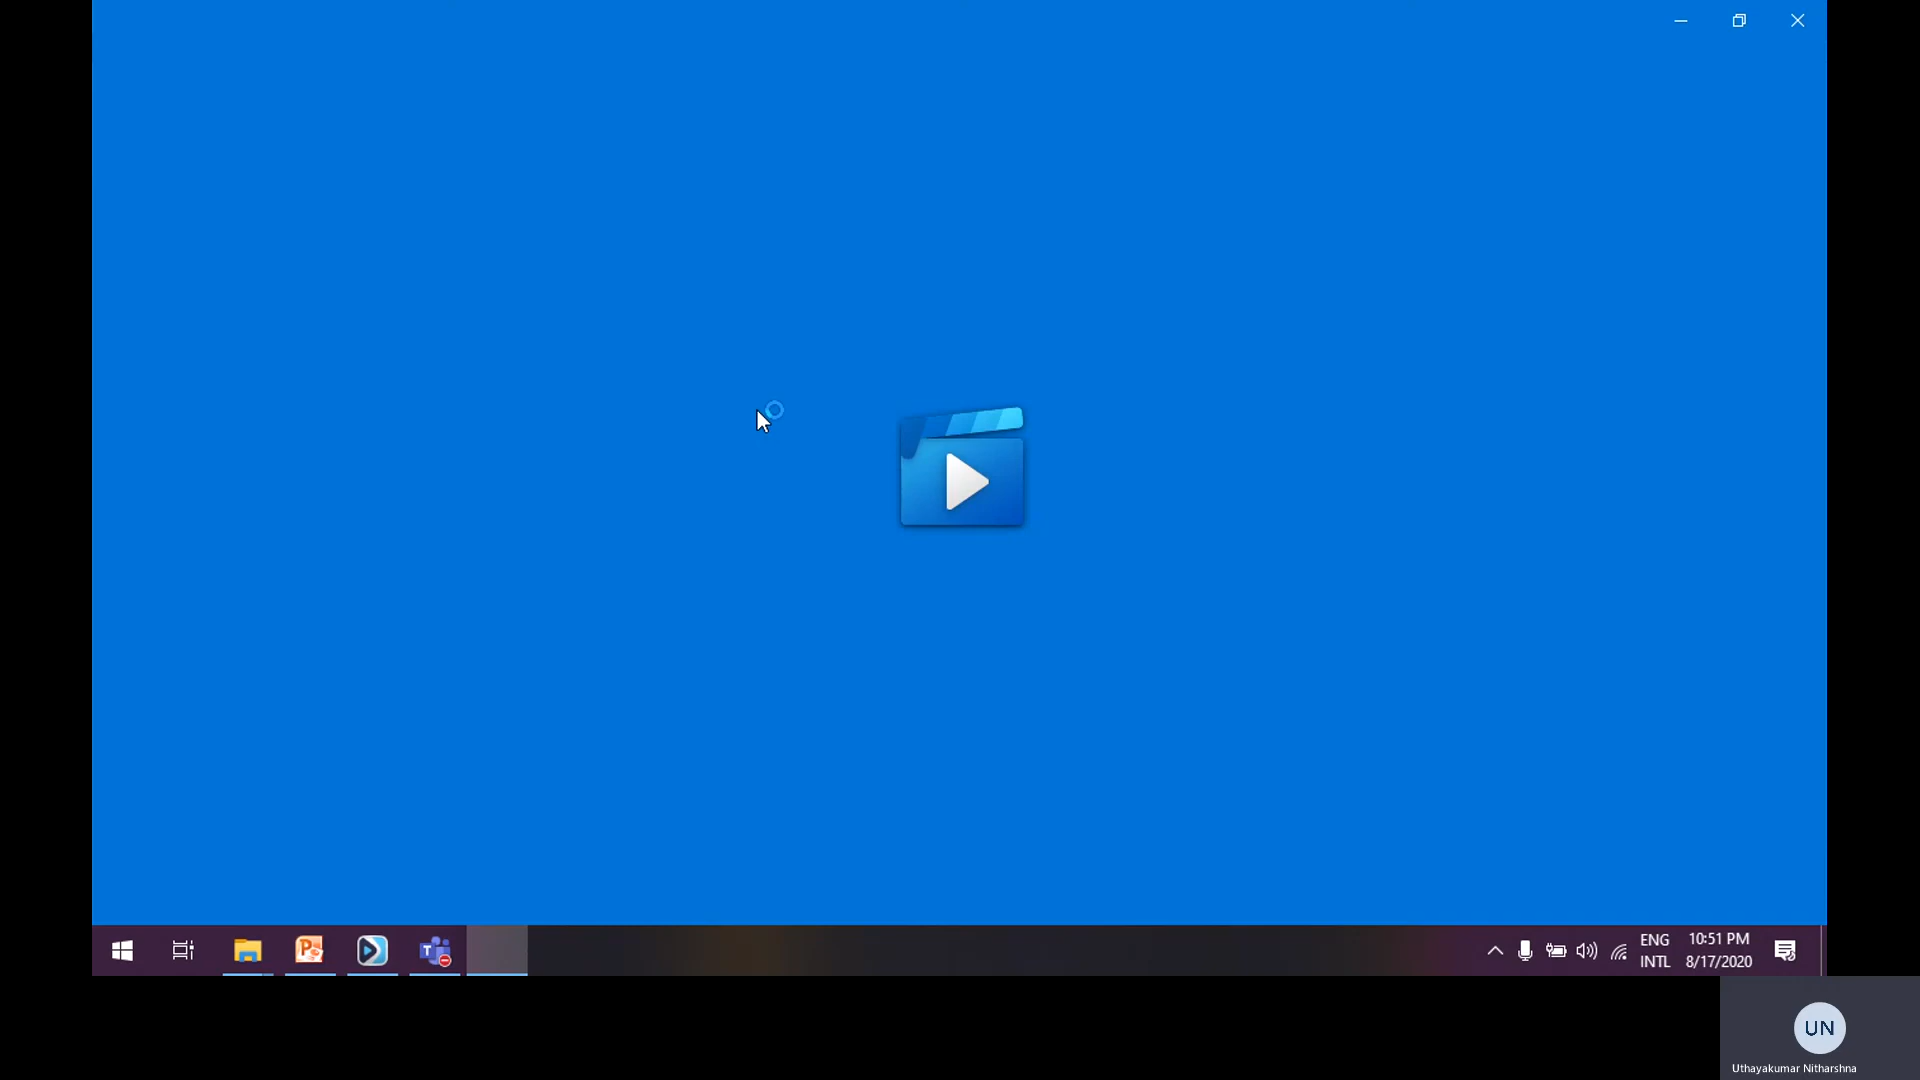 ENG
INTL
10:51 PM
8/17/2020
UN
Uthayakumar Nitharshna